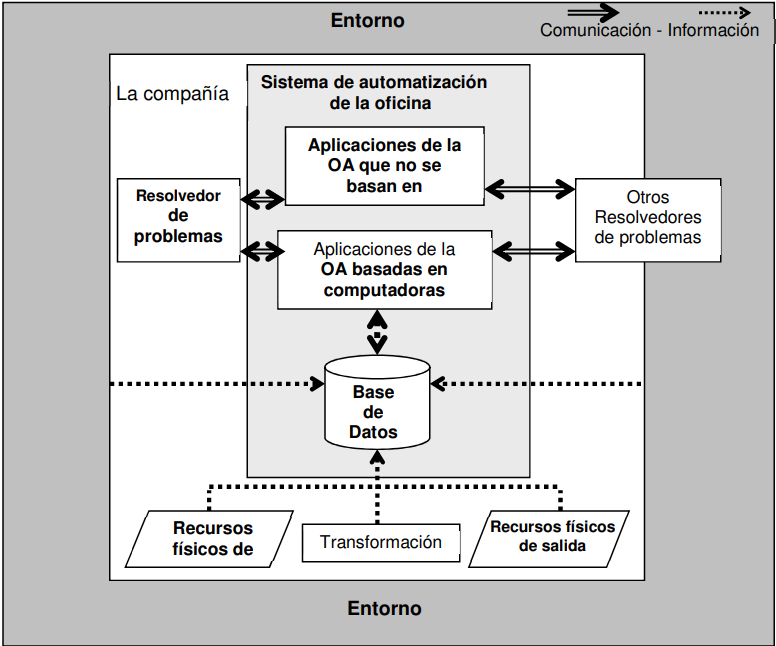 Entorno
Comunicación - Información
La compañía
Sistema de automatización
de la oficina
Aplicaciones de la
OA que no se
basan en
Resolvedor
de
problemas
Otros
Resolvedores
de problemas
Aplicaciones de la
OA basadas en
computadoras
Base
de
Datos
Recursos
físicos de
Transformación
Recursos físicos
de salida
Entorno